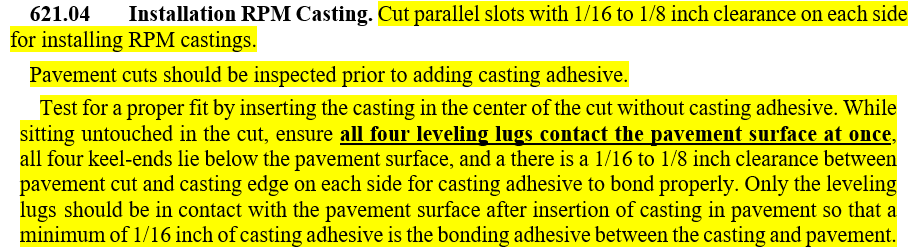 621.04 Installation RPM Casting. Cut parallel slots with 1/16 to 1/8 inch clearance on each side
for installing RPM castings.
Pavement cuts should be inspected prior to adding casting adhesive.
Test for a proper fit by inserting the casting in the center of the cut without casting adhesive. While
sitting untouched in the cut, ensure all four leveling lugs contact the pavement surface at once,
all four keel-ends lie below the pavement surface, and a there is a 1/16 to 1/8 inch clearance between
pavement cut and casting edge on each side for casting adhesive to bond properly. Only the leveling
lugs should be in contact with the pavement surface after insertion of casting in pavement so that a
minimum of 1/16 inch of casting adhesive is the bonding adhesive between the casting and pavement.